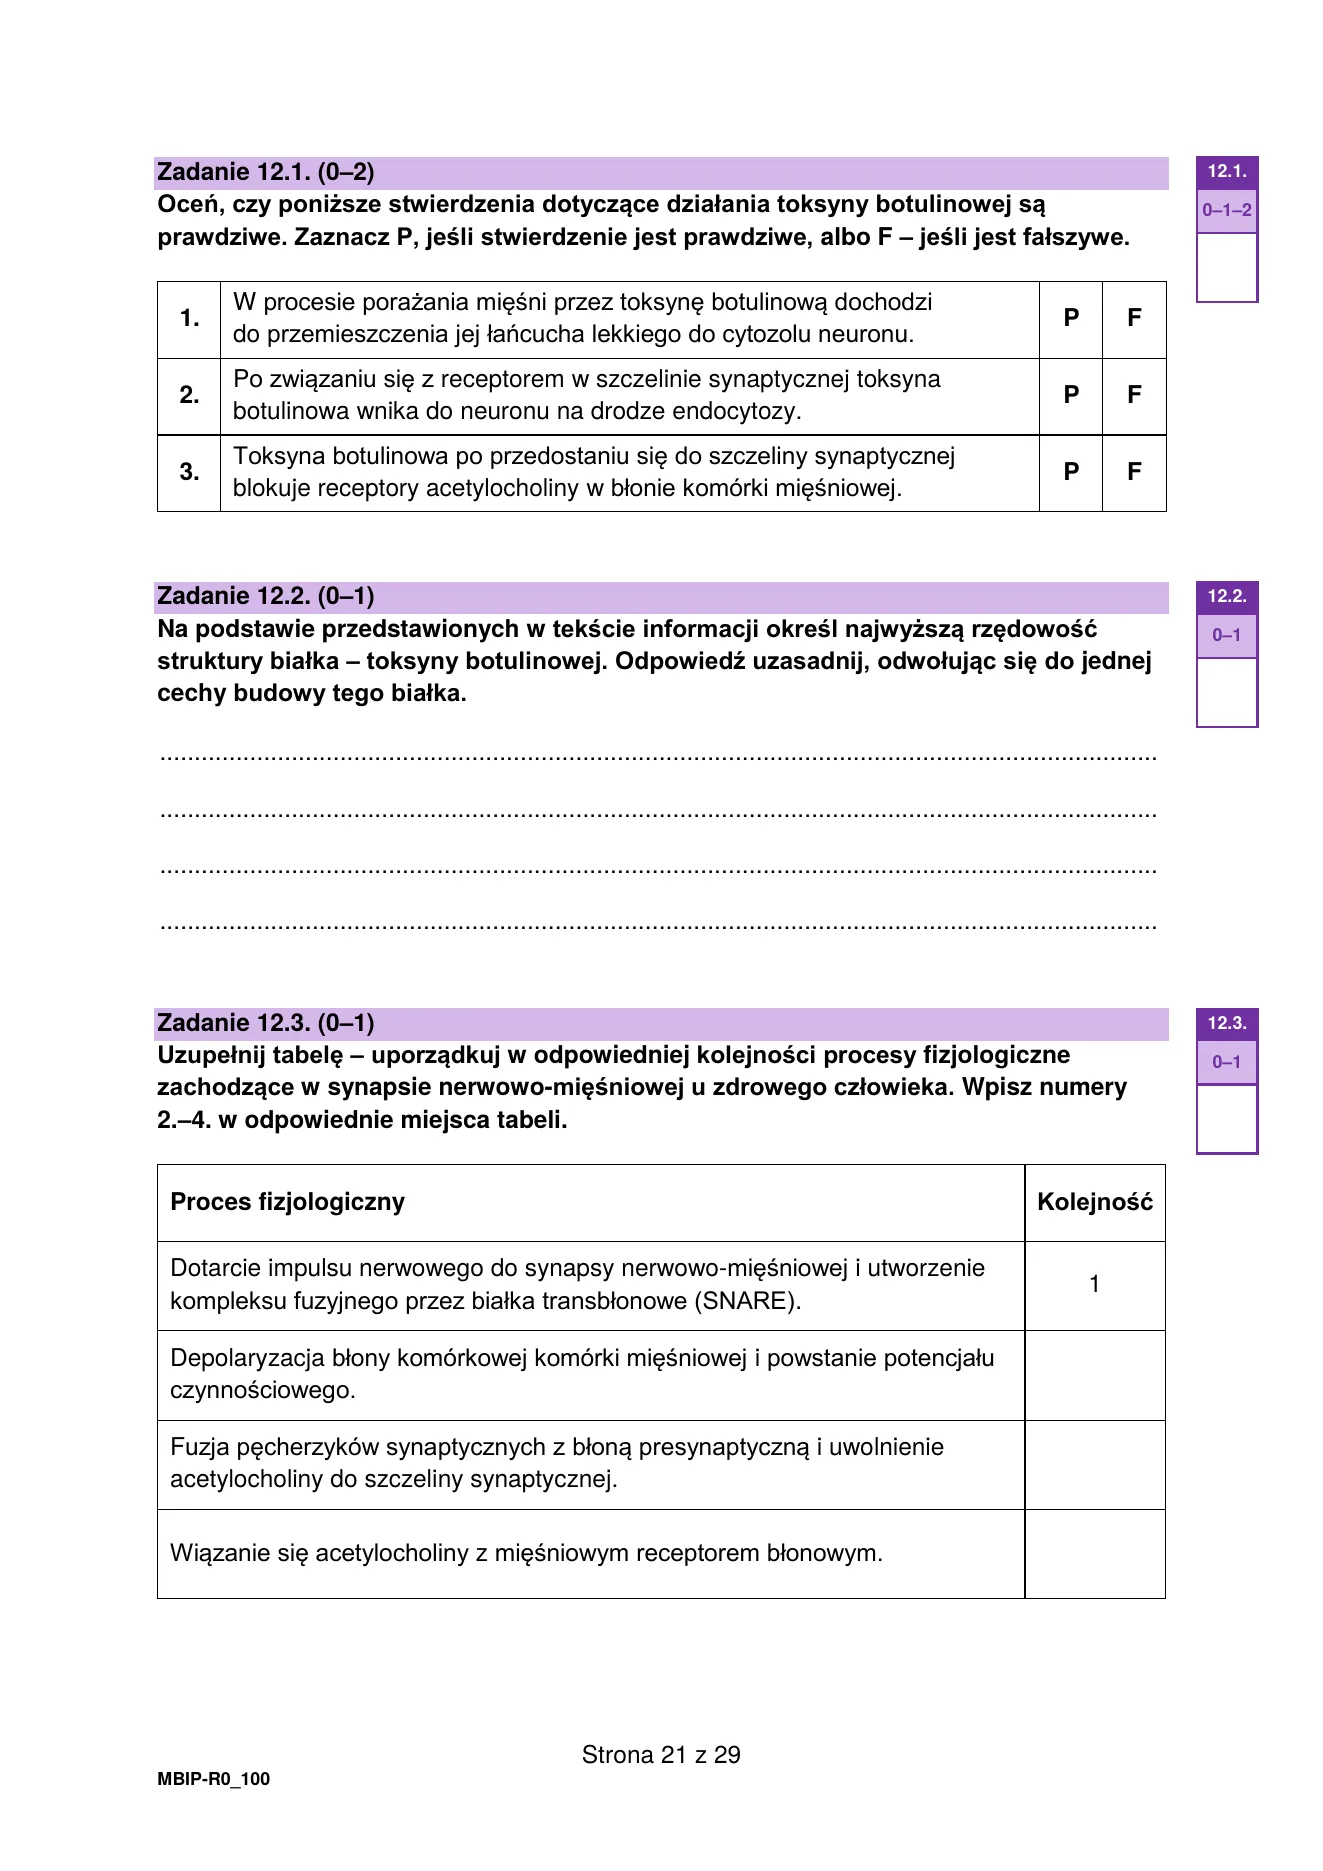 Zadanie 12.1. (0–2)
12.1.
Oceń, czy poniższe stwierdzenia dotyczące działania toksyny botulinowej są
0–1–2
prawdziwe. Zaznacz P, jeśli stwierdzenie jest prawdziwe, albo F – jeśli jest fałszywe.
1.
W procesie porażania mięśni przez toksynę botulinową dochodzi
do przemieszczenia jej łańcucha lekkiego do cytozolu neuronu.
P
F
2.
Po związaniu się z receptorem w szczelinie synaptycznej toksyna
botulinowa wnika do neuronu na drodze endocytozy.
P
F
3.
Toksyna botulinowa po przedostaniu się do szczeliny synaptycznej
blokuje receptory acetylocholiny w błonie komórki mięśniowej.
P
F
Zadanie 12.2. (0–1)
12.2.
Na podstawie przedstawionych w tekście informacji określ najwyższą rzędowość
0–1
struktury białka – toksyny botulinowej. Odpowiedź uzasadnij, odwołując się do jednej
cechy budowy tego białka.
Zadanie 12.3. (0–1)
12.3.
Uzupełnij tabelę – uporządkuj w odpowiedniej kolejności procesy fizjologiczne
0–1
zachodzące w synapsie nerwowo-mięśniowej u zdrowego człowieka. Wpisz numery
2.–4. w odpowiednie miejsca tabeli.
Proces fizjologiczny
Kolejność
Dotarcie impulsu nerwowego do synapsy nerwowo-mięśniowej i utworzenie
kompleksu fuzyjnego przez białka transbłonowe (SNARE).
1
Depolaryzacja błony komórkowej komórki mięśniowej i powstanie potencjału
czynnościowego.
Fuzja pęcherzyków synaptycznych z błoną presynaptyczną i uwolnienie
acetylocholiny do szczeliny synaptycznej.
Wiązanie się acetylocholiny z mięśniowym receptorem błonowym.
Strona 21 z 29
MBIP-R0_100